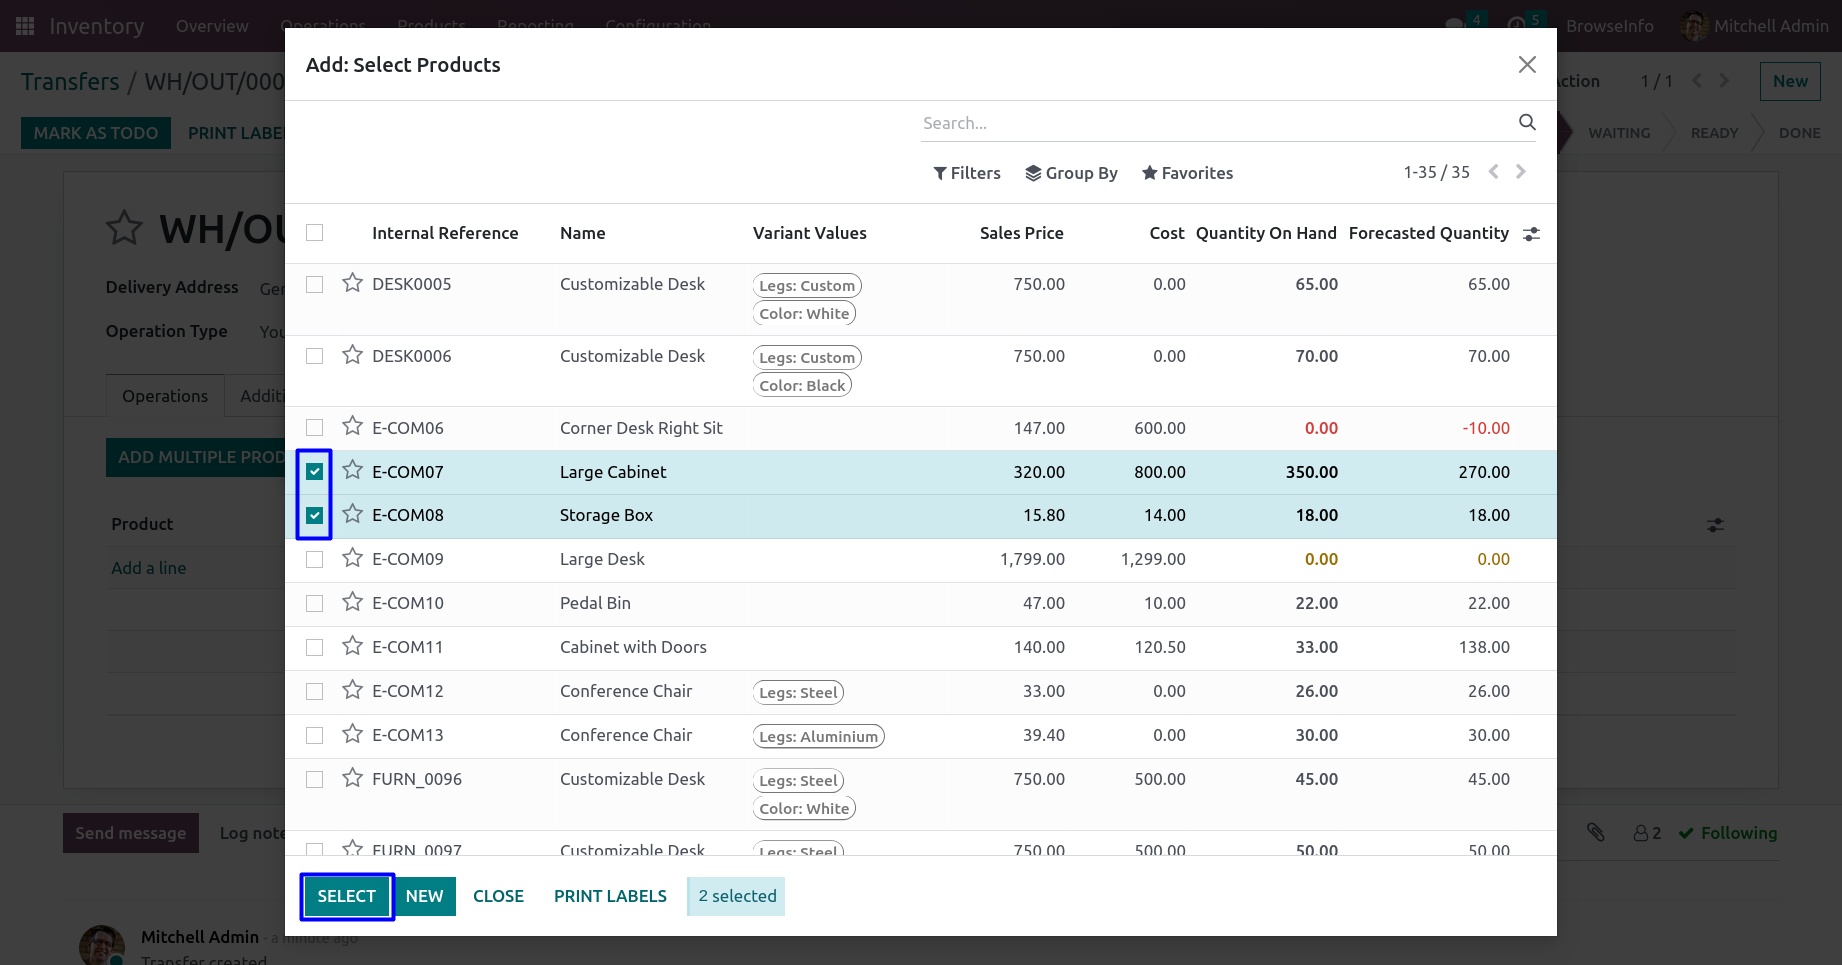 Inventory Overview Operations Products Reporting Configuration 4 5 BrowseInfo Mitchell Admin
Add: Select Products
Transfers / WH/OUT/000 Action 1 / 1 New
Search...
MARK AS TODO PRINT LABE WAITING READY DONE
Filters Group By Favorites 1-35 / 35
WH/OU
Internal Reference Name Variant Values Sales Price Cost Quantity On Hand Forecasted Quantity
Delivery Address Ge
DESK0005 Customizable Desk Legs: Custom 750.00 0.00 65.00 65.00
Color: White
Operation Type You
DESK0006 Customizable Desk Legs: Custom 750.00 0.00 70.00 70.00
Color: Black
Operations Additi
E-COM06 Corner Desk Right Sit 147.00 600.00 0.00 -10.00
ADD MULTIPLE PROD
E-COM07 Large Cabinet 320.00 800.00 350.00 270.00
E-COM08 Storage Box 15.80 14.00 18.00 18.00
Product
E-COM09 Large Desk 1,799.00 1,299.00 0.00 0.00
Add a line
E-COM10 Pedal Bin 47.00 10.00 22.00 22.00
E-COM11 Cabinet with Doors 140.00 120.50 33.00 138.00
E-COM12 Conference Chair Legs: Steel 33.00 0.00 26.00 26.00
E-COM13 Conference Chair Legs: Aluminium 39.40 0.00 30.00 30.00
FURN_0096 Customizable Desk Legs: Steel 750.00 500.00 45.00 45.00
Color: White
Send message Log note 2 Following
FURN_0097 Customizable Desk Legs: Steel 750.00 500.00 50.00 50.00
SELECT NEW CLOSE PRINT LABELS 2 selected
Mitchell Admin - a minute ago
Transfer created